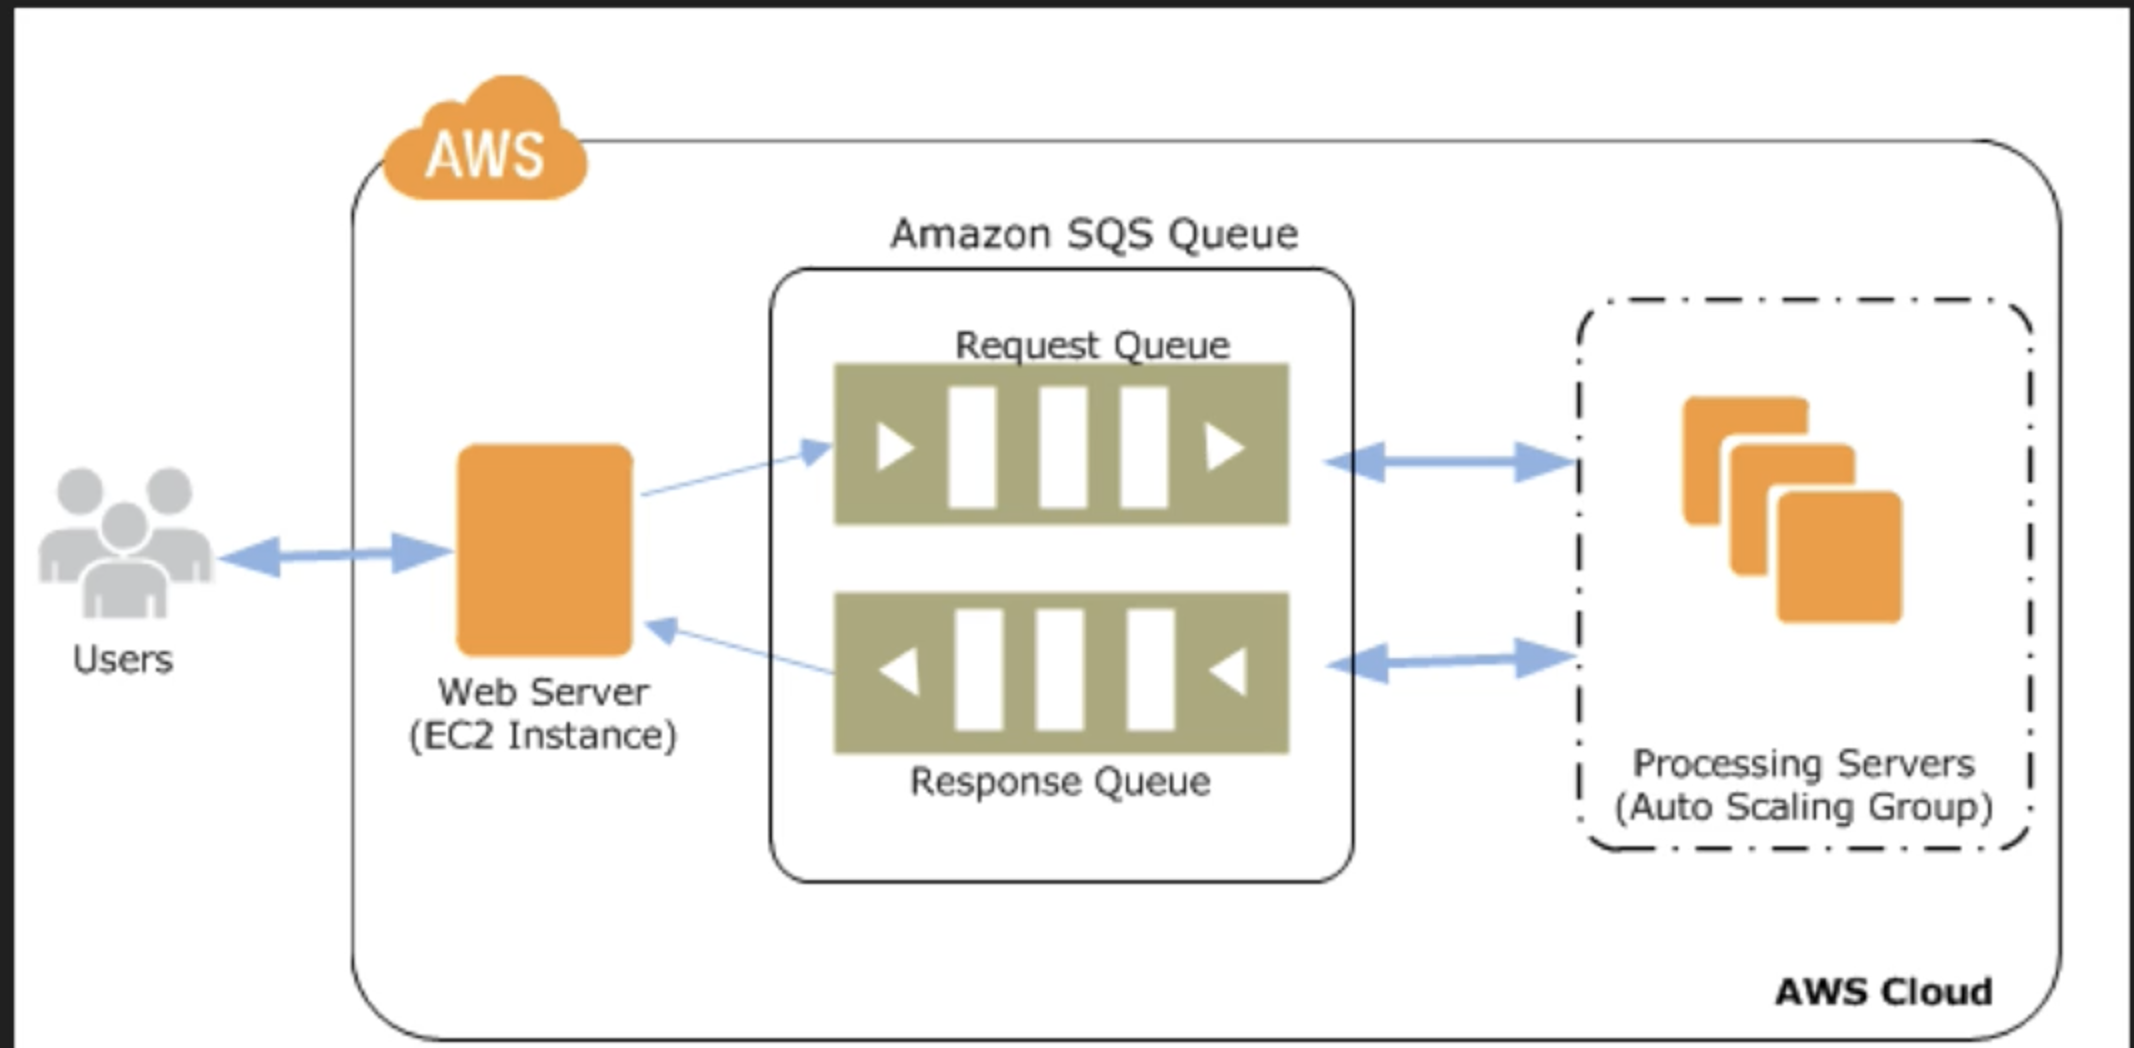 AWS
Amazon SQS Queue
Request Queue
Users
Web Server
(EC2 Instance)
Response Queue
Processing Servers
(Auto Scaling Group)
AWS Cloud